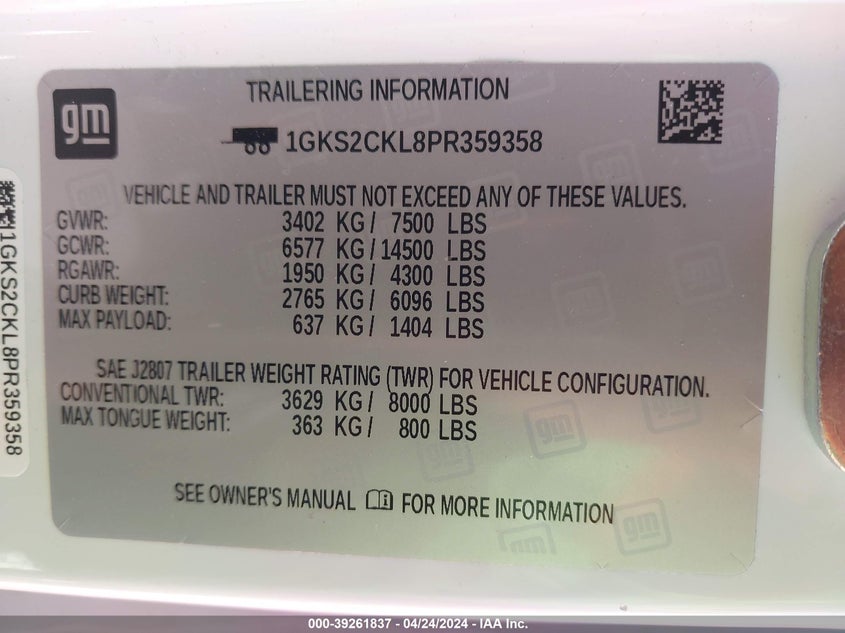 gm
TRAILERING INFORMATION
1GKS2CKL8PR359358
VEHICLE AND TRAILER MUST NOT EXCEED ANY OF THESE VALUES.
GVWR: 3402 KG / 7500 LBS
GCWR: 6577 KG / 14500 LBS
RGAWR: 1950 KG / 4300 LBS
CURB WEIGHT: 2765 KG / 6096 LBS
MAX PAYLOAD: 637 KG / 1404 LBS
SAE J2807 TRAILER WEIGHT RATING (TWR) FOR VEHICLE CONFIGURATION.
CONVENTIONAL TWR: 3629 KG / 8000 LBS
MAX TONGUE WEIGHT: 363 KG / 800 LBS
SEE OWNER'S MANUAL FOR MORE INFORMATION
1GKS2CKL8PR359358
000-39261837 - 04/24/2024 - IAA Inc.